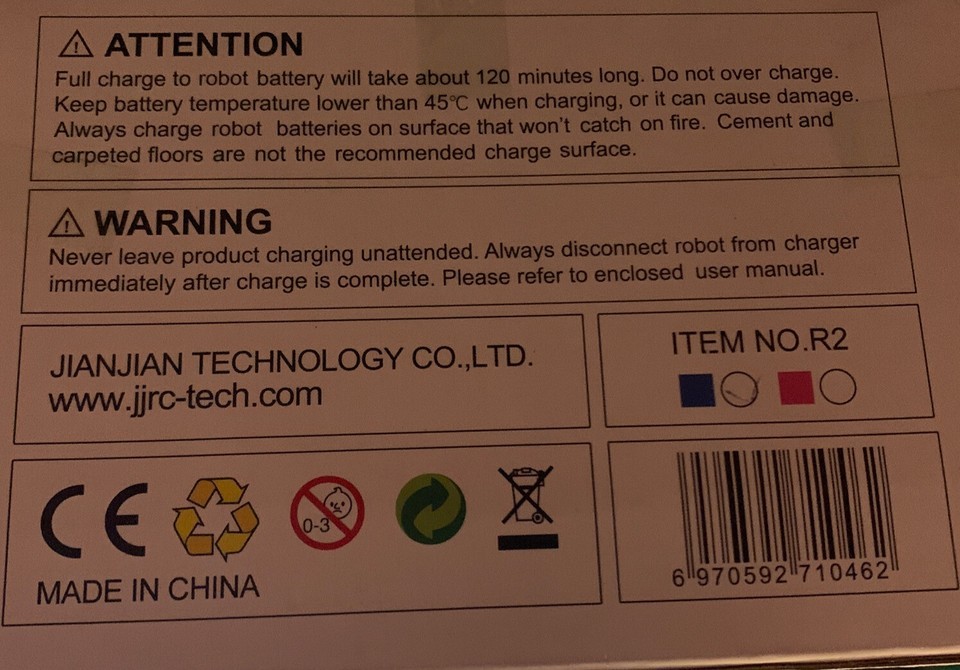 ATTENTION
Full charge to robot battery will take about 120 minutes long. Do not over charge.
Keep battery temperature lower than 45℃ when charging, or it can cause damage.
Always charge robot batteries on surface that won't catch on fire. Cement and
carpeted floors are not the recommended charge surface.
WARNING
Never leave product charging unattended. Always disconnect robot from charger
immediately after charge is complete. Please refer to enclosed user manual.
JIANJIAN TECHNOLOGY CO.,LTD.
www.jjrc-tech.com
ITEM NO.R2
CE
0-3
MADE IN CHINA
6 970592 710462